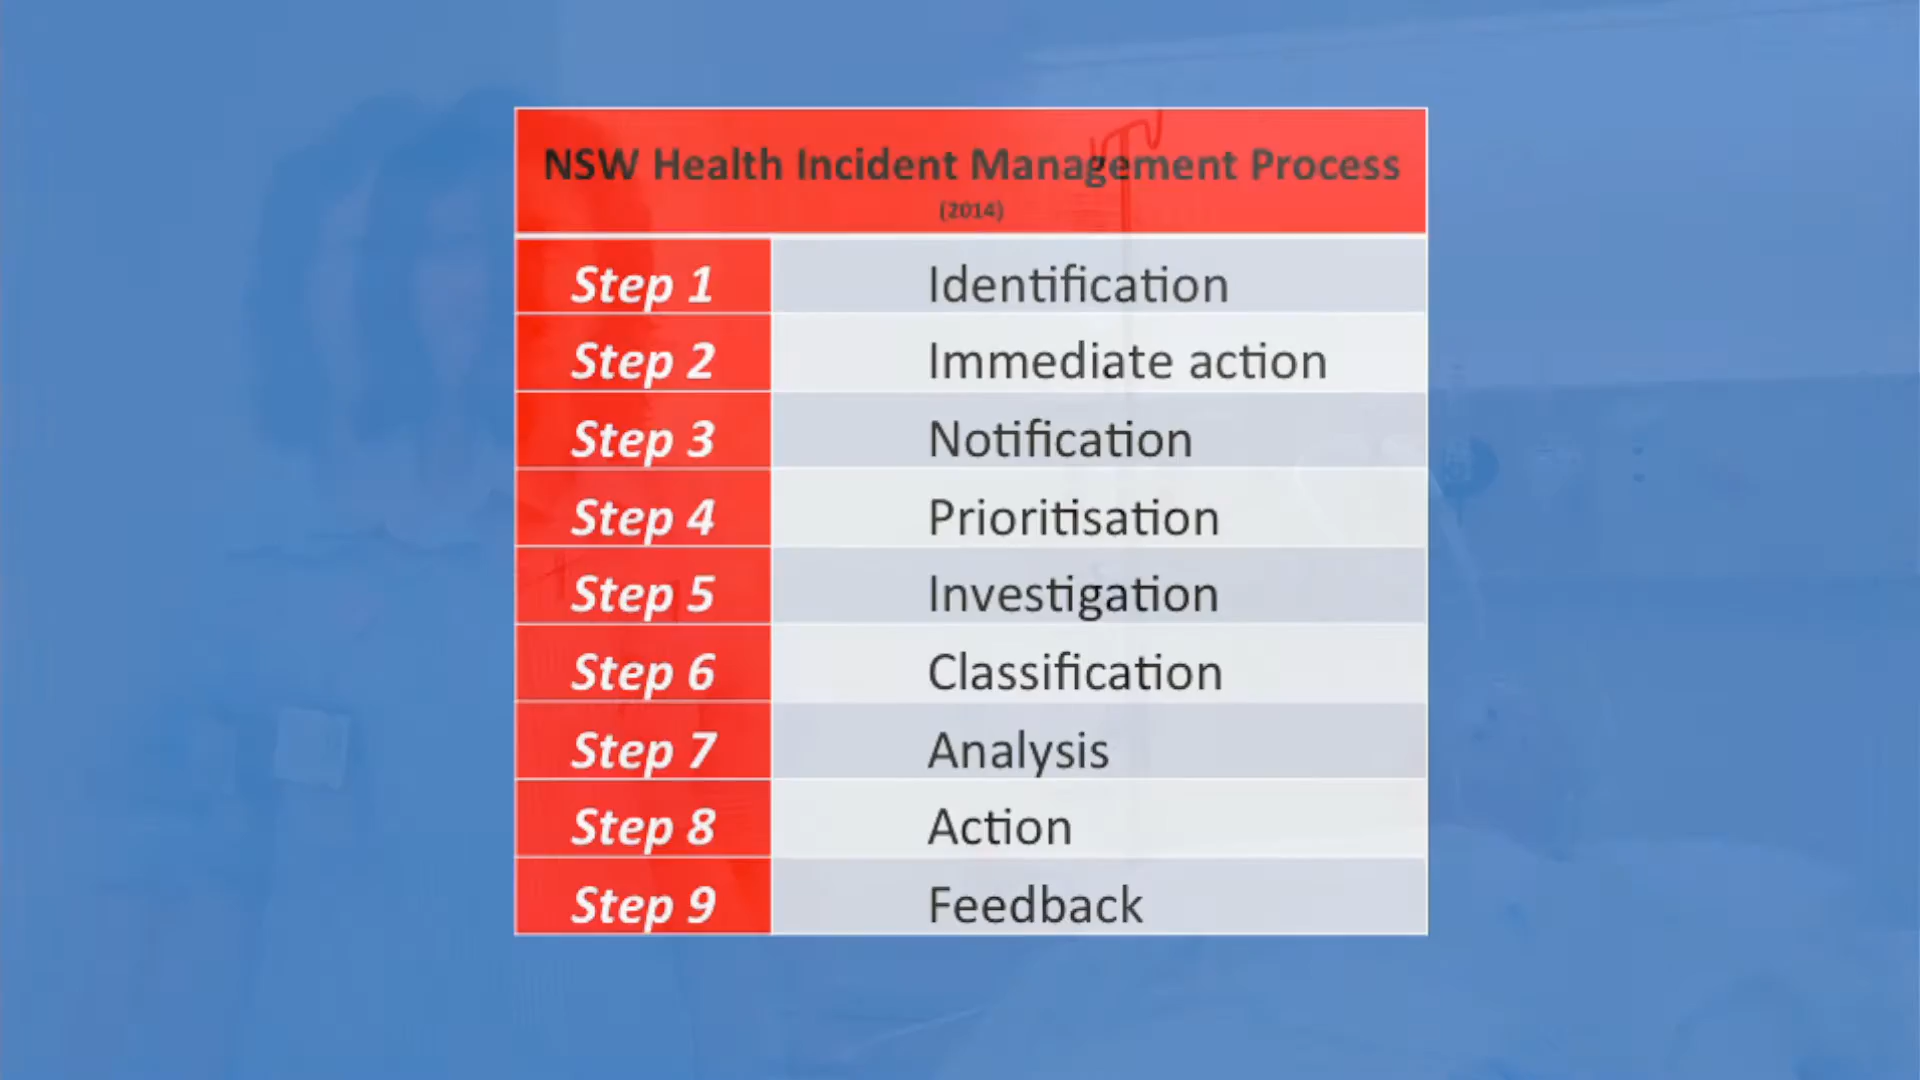 NSW Health Incident Management Process
(2014)
Step 1 Identification
Step 2 Immediate action
Step 3 Notification
Step 4 Prioritisation
Step 5 Investigation
Step 6 Classification
Step 7 Analysis
Step 8 Action
Step 9 Feedback